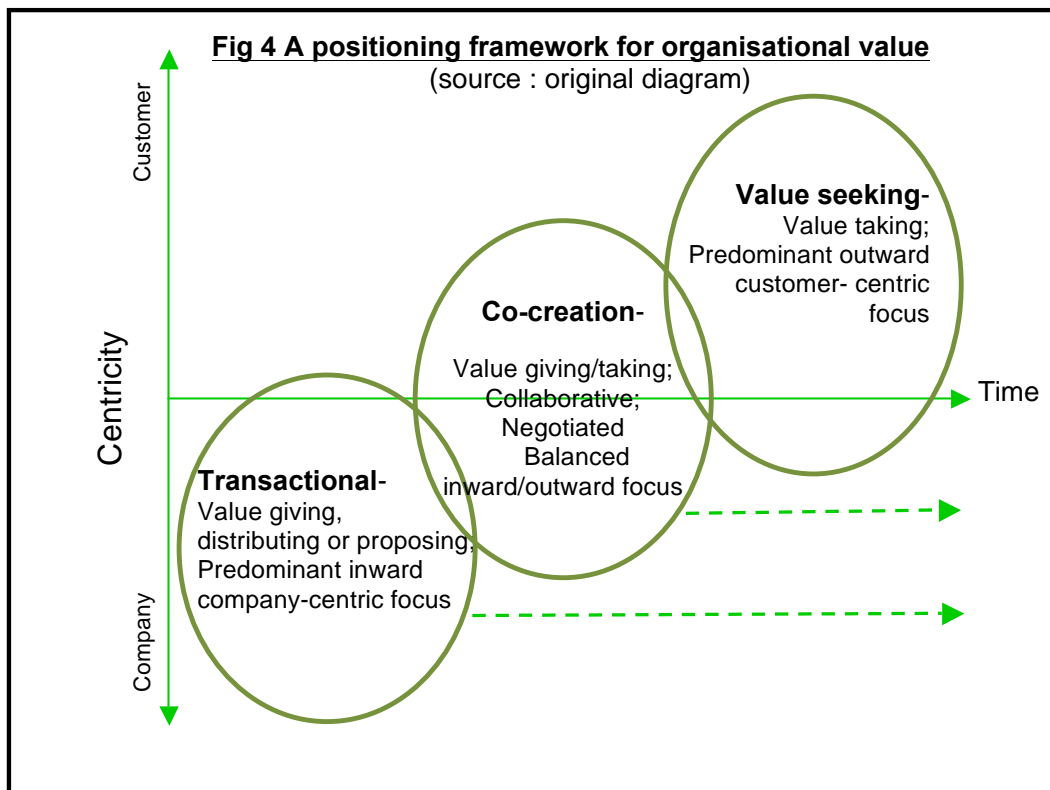 Fig 4 A positioning framework for organisational value
(source : original diagram)
Customer
Centricity
Company
Time
Value seeking-
Value taking;
Predominant outward
customer- centric
focus
Co-creation-
Value giving/taking;
Collaborative;
Negotiated
Balanced
inward/outward focus
Transactional-
Value giving,
distributing or proposing,
Predominant inward
company-centric focus